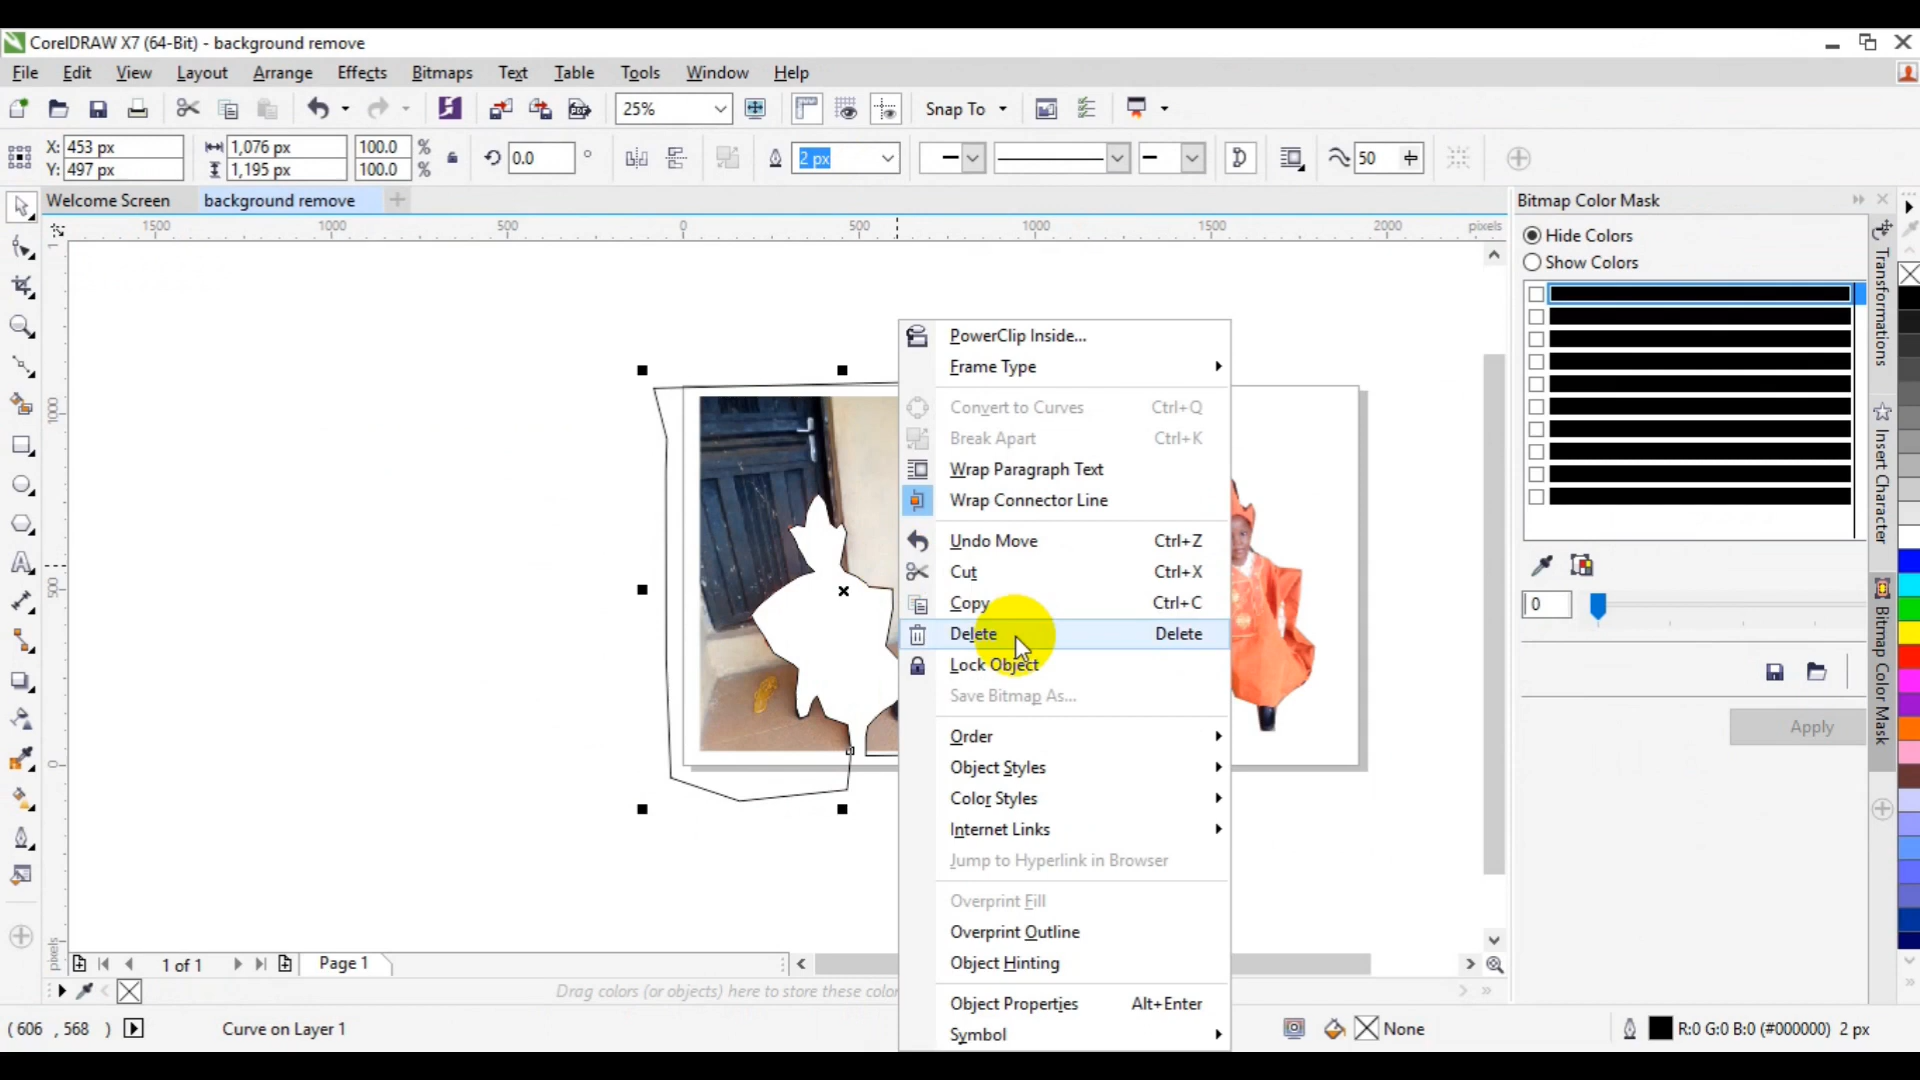 CorelDRAW X7 (64-Bit) - background remove
File Edit View Layout Arrange Effects Bitmaps Text Table Tools Window Help
25% Snap To
X: 453 px 1,076 px 100.0 % 0.0 ° 2 px 50
Y: 497 px 1,195 px 100.0 %
Welcome Screen background remove
Bitmap Color Mask
1500 1000 500 0 500 1000 1500 2000 pixels
Hide Colors
Show Colors
PowerClip Inside...
Frame Type
Convert to Curves Ctrl+Q
Break Apart Ctrl+K
Wrap Paragraph Text
Wrap Connector Line
Undo Move Ctrl+Z
Cut Ctrl+X
Copy Ctrl+C
Delete Delete
Lock Object
Save Bitmap As...
Order
Object Styles
Color Styles
Internet Links
Jump to Hyperlink in Browser
Overprint Fill
Overprint Outline
Object Hinting
Object Properties Alt+Enter
Symbol
1000
500
0
pixels
0
Apply
Transformations
Insert Character
Bitmap Color Mask
1 of 1 Page 1
Drag colors (or objects) here to store these color
( 606 , 568 ) Curve on Layer 1 None R:0 G:0 B:0 (#000000) 2 px